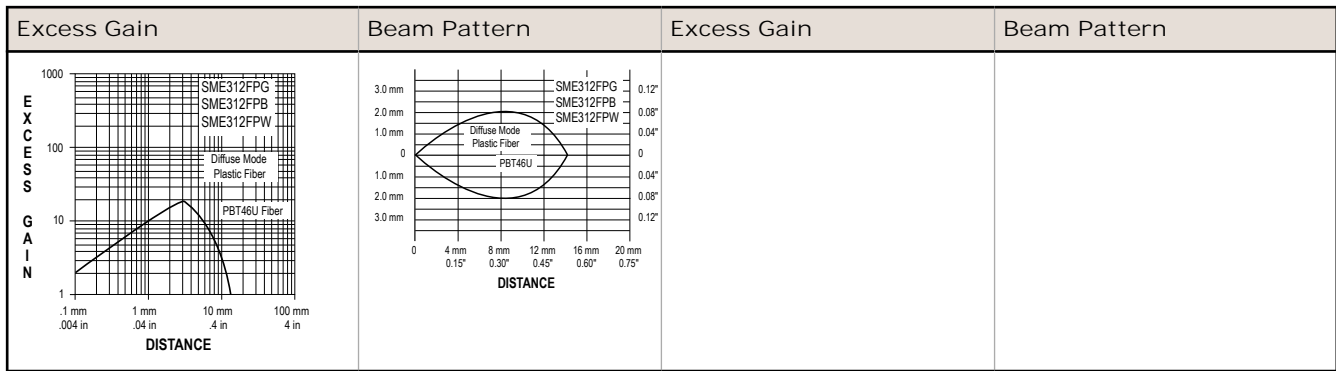 Excess Gain
Beam Pattern
Excess Gain
Beam Pattern
EXCESS GAIN
1000
100
10
1
SME312FPG
SME312FPB
SME312FPW
Diffuse Mode
Plastic Fiber
PBT46U Fiber
.1 mm
.004 in
1 mm
.04 in
10 mm
.4 in
100 mm
4 in
DISTANCE
3.0 mm
2.0 mm
1.0 mm
0
1.0 mm
2.0 mm
3.0 mm
SME312FPG
SME312FPB
SME312FPW
Diffuse Mode
Plastic Fiber
PBT46U
0.12"
0.08"
0.04"
0
0.04"
0.08"
0.12"
0
4 mm
0.15"
8 mm
0.30"
12 mm
0.45"
16 mm
0.60"
20 mm
0.75"
DISTANCE